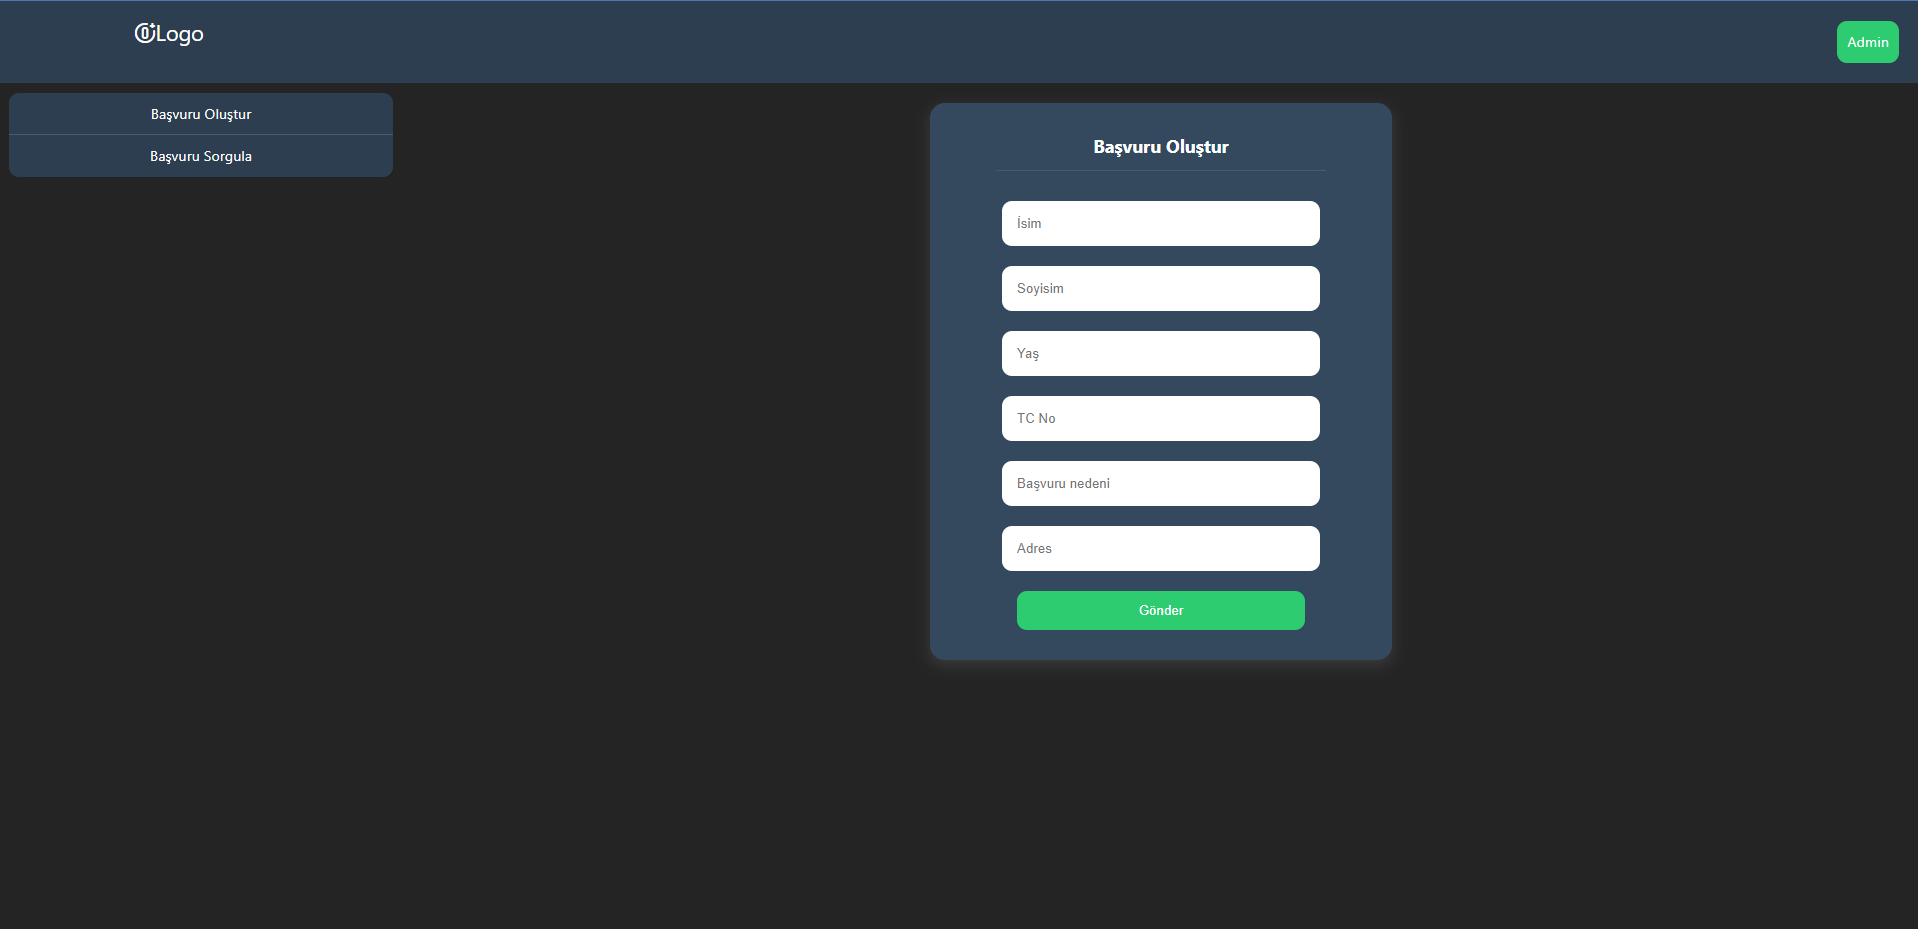 Logo
Admin
Başvuru Oluştur
Başvuru Sorgula
Başvuru Oluştur
İsim
Soyisim
Yaş
TC No
Başvuru nedeni
Adres
Gönder